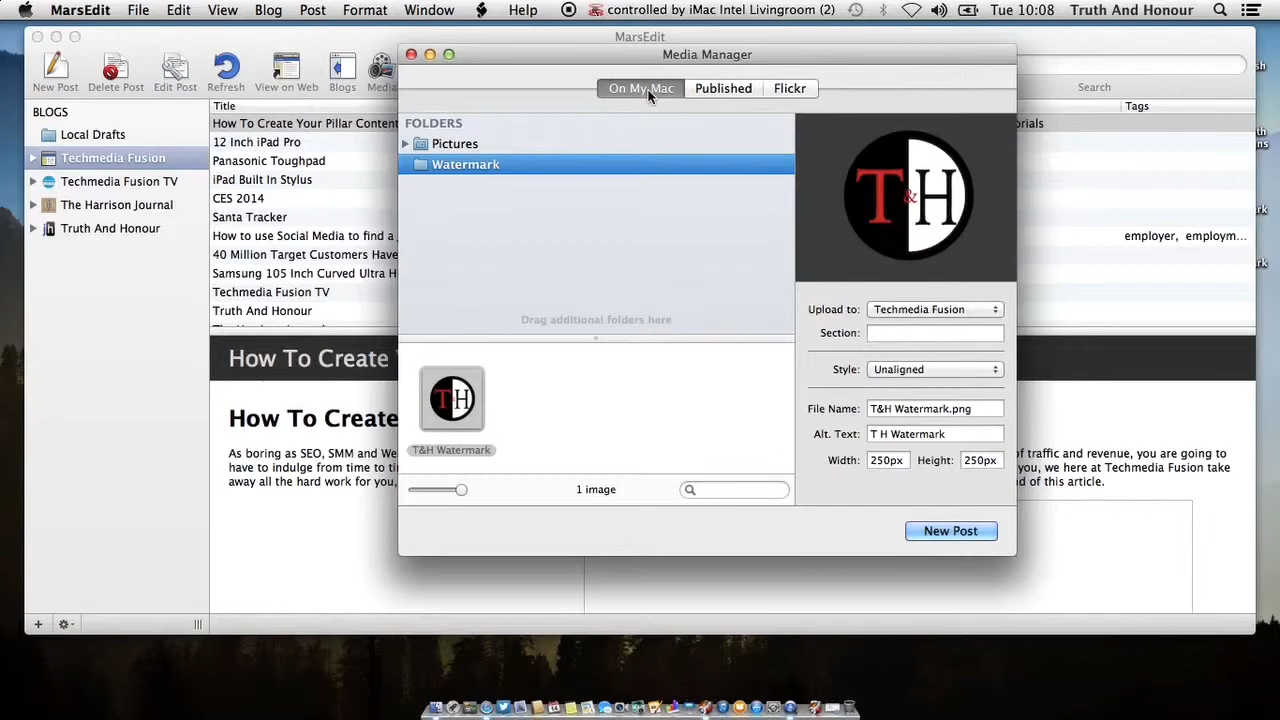 MarsEdit File Edit View Blog Post Format Window Help controlled by iMac Intel Livingroom (2) Tue 10:08 Truth And Honour
MarsEdit
Media Manager
New Post Delete Post Edit Post Refresh View on Web Blogs Media Search
On My Mac Published Flickr
BLOGS
Local Drafts
Techmedia Fusion
Techmedia Fusion TV
The Harrison Journal
Truth And Honour
Title Tags
How To Create Your Pillar Content
12 Inch iPad Pro
Panasonic Toughpad
iPad Built In Stylus
CES 2014
Santa Tracker
How to use Social Media to find a employer, employm...
40 Million Target Customers Have
Samsung 105 Inch Curved Ultra H
Techmedia Fusion TV
Truth And Honour
FOLDERS
Pictures
Watermark
Drag additional folders here
T&H
T&H
T&H Watermark
1 image
Upload to: Techmedia Fusion
Section:
Style: Unaligned
File Name: T&H Watermark.png
Alt. Text: T H Watermark
Width: 250px Height: 250px
New Post
How To Create
How To Create
As boring as SEO, SMM and We of traffic and revenue, you are going to
have to indulge from time to ti you, we here at Techmedia Fusion take
away all the hard work for you, d of this article.